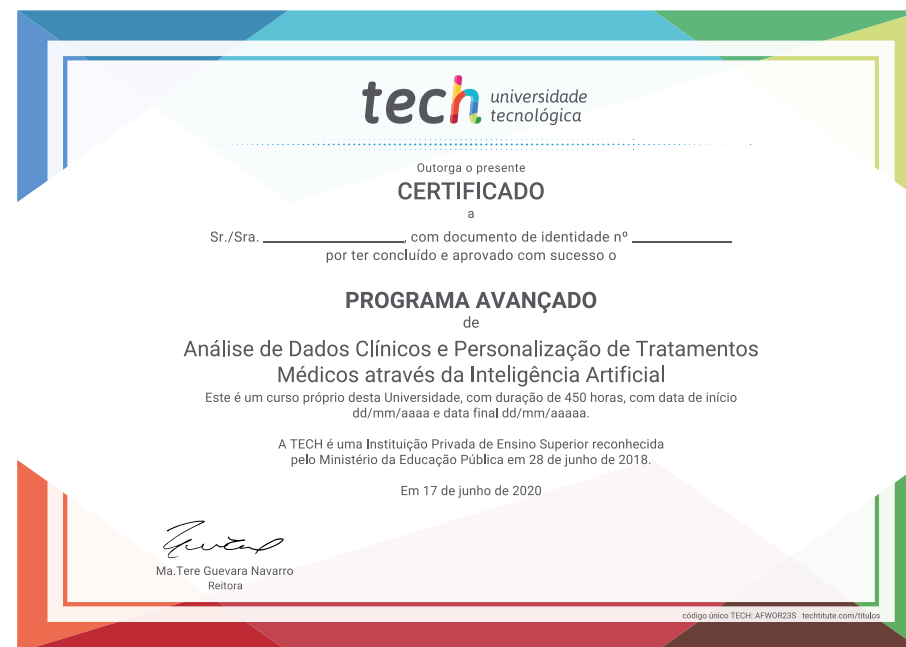 tech universidade
tecnológica
Outorga o presente
CERTIFICADO
a
Sr./Sra. ____________, com documento de identidade nº ____________
por ter concluído e aprovado com sucesso o
PROGRAMA AVANÇADO
de
Análise de Dados Clínicos e Personalização de Tratamentos
Médicos através da Inteligência Artificial
Este é um curso próprio desta Universidade, com duração de 450 horas, com data de início
dd/mm/aaaa e data final dd/mm/aaaaa.
A TECH é uma Instituição Privada de Ensino Superior reconhecida
pelo Ministério da Educação Pública em 28 de junho de 2018.
Em 17 de junho de 2020
Ma.Tere Guevara Navarro
Reitora
código único TECH: AFWOR23S techtitute.com/titulos